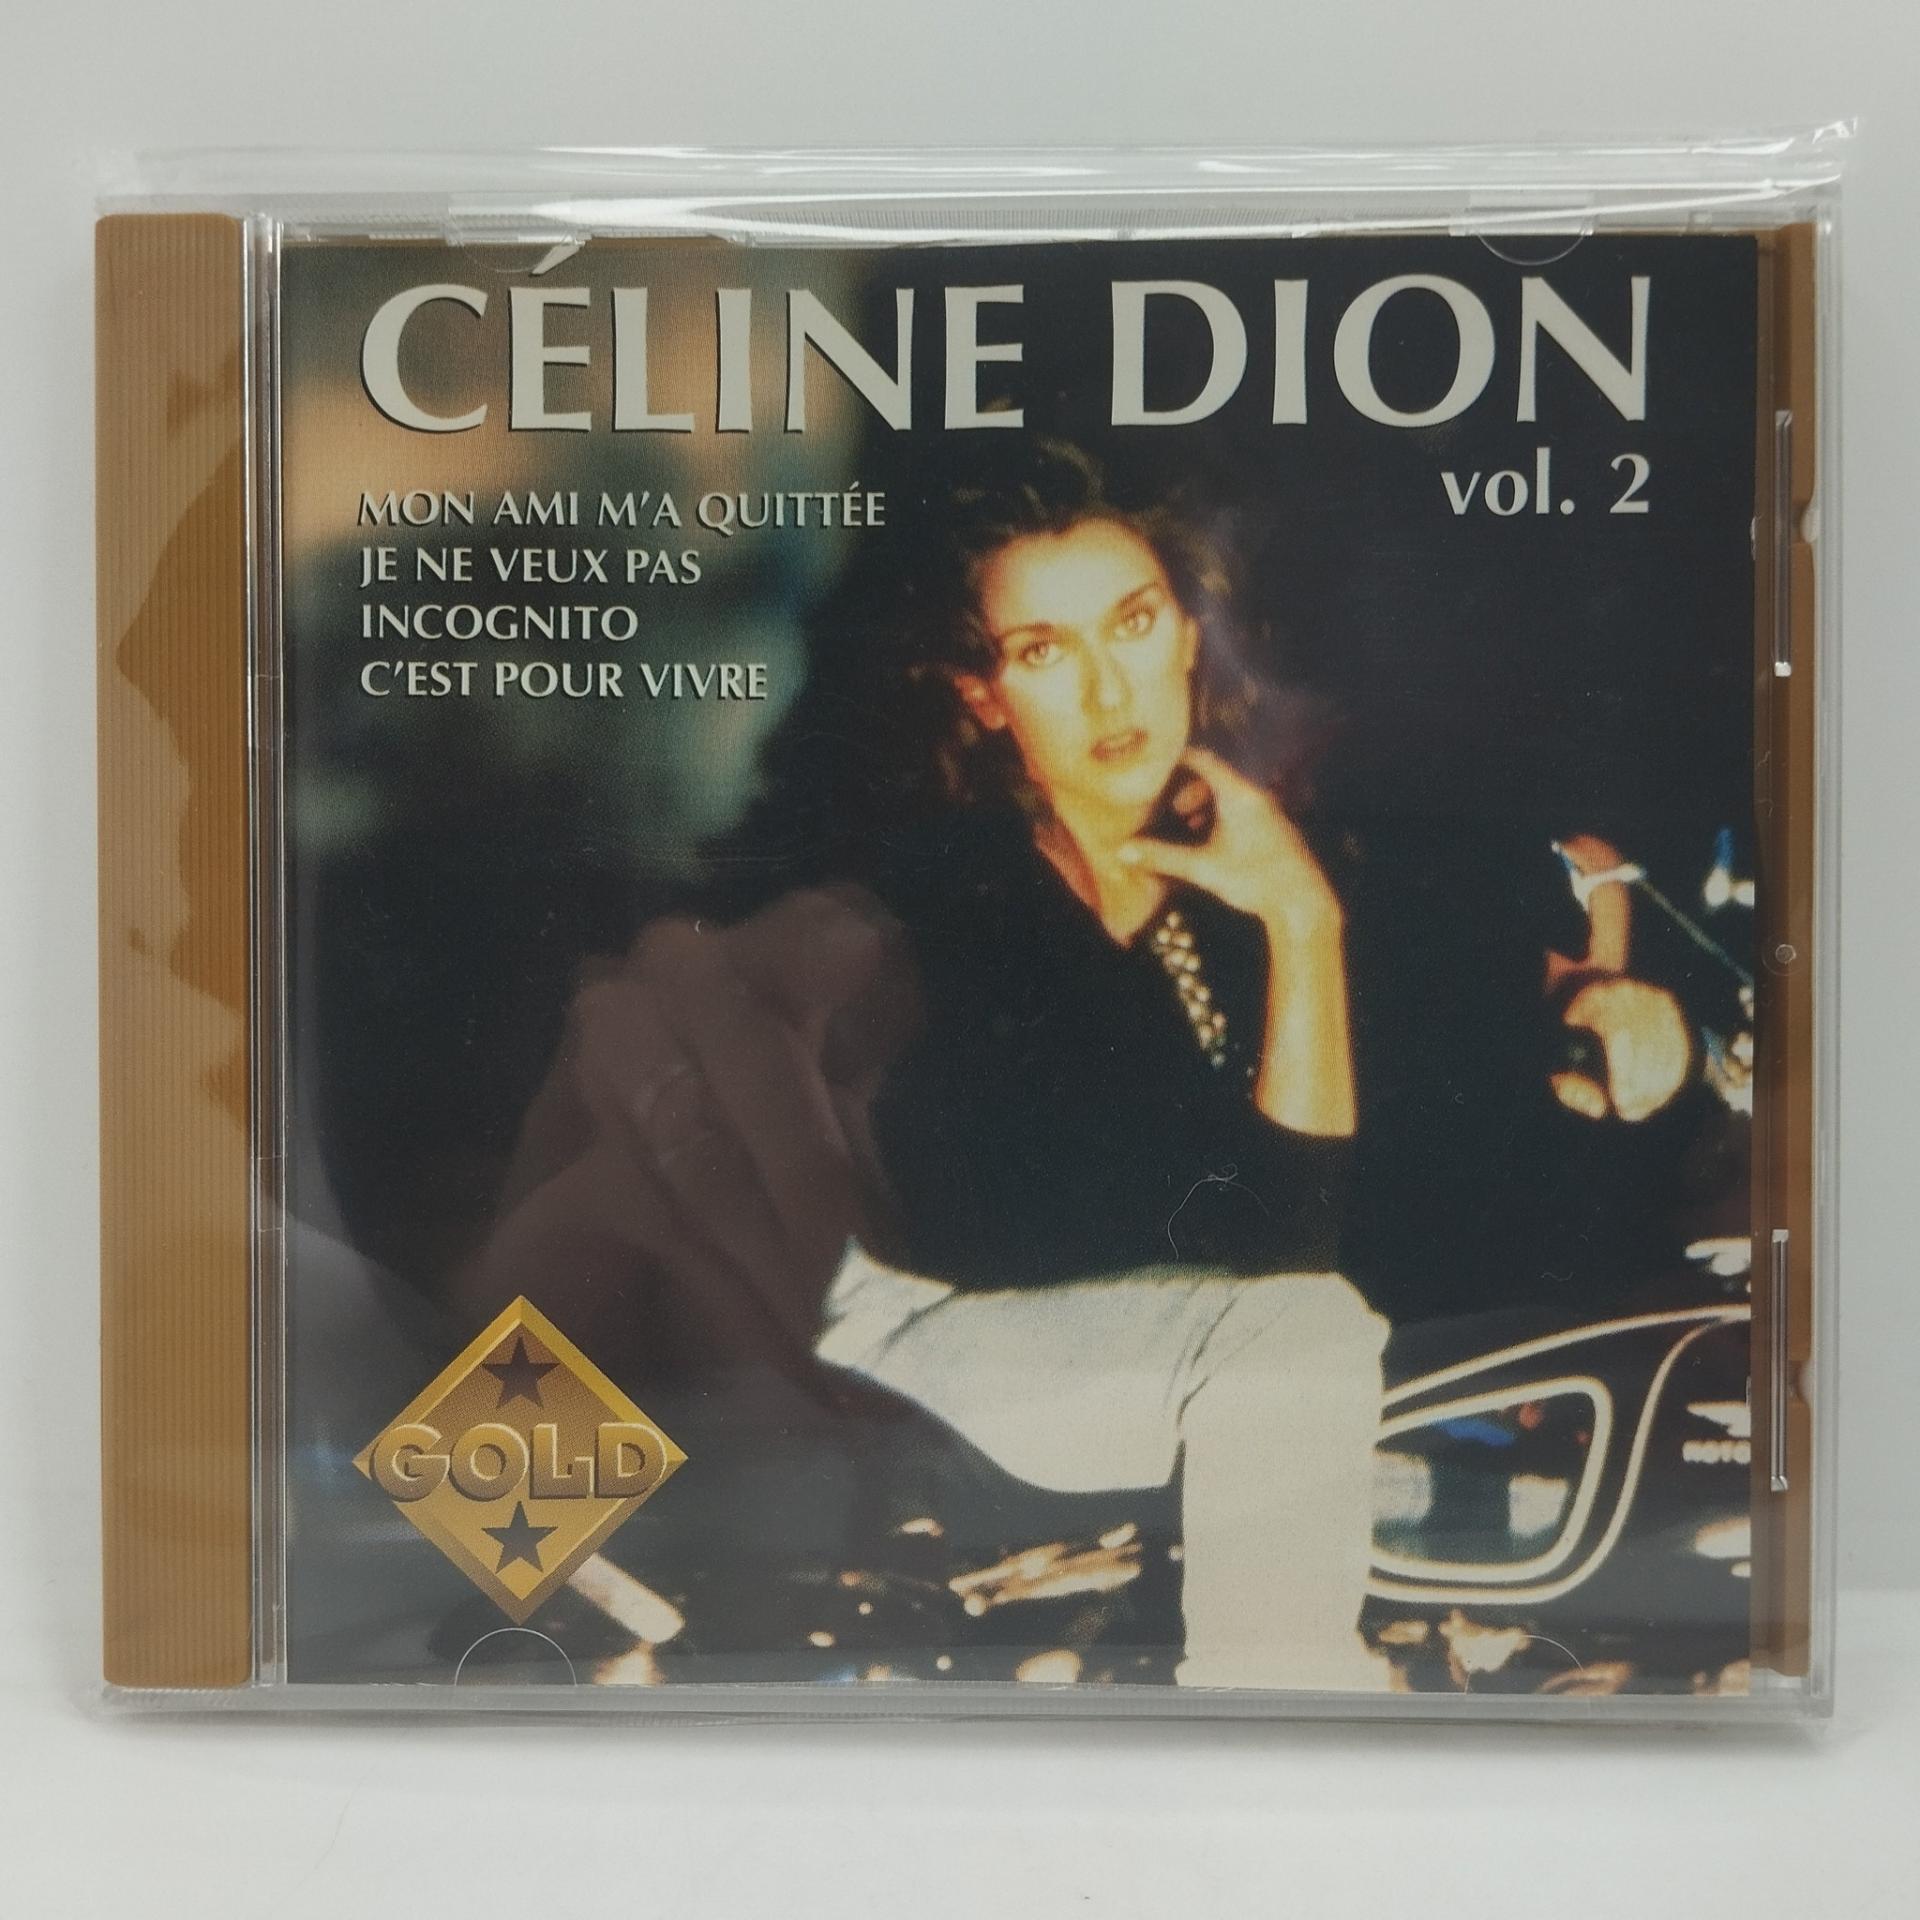 CÉLINE DION
vol. 2
MON AMI M'A QUITTÉE
JE NE VEUX PAS
INCOGNITO
C'EST POUR VIVRE
GOLD